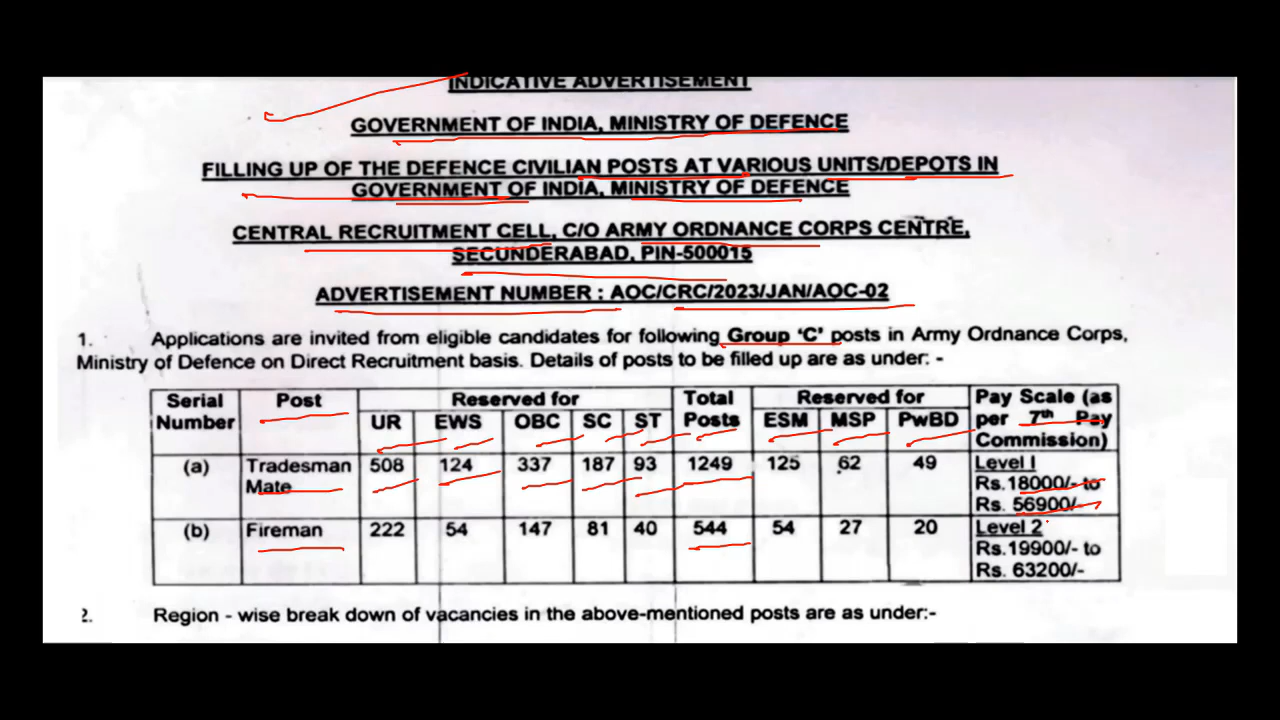 INDICATIVE ADVERTISEMENT
GOVERNMENT OF INDIA, MINISTRY OF DEFENCE
FILLING UP OF THE DEFENCE CIVILIAN POSTS AT VARIOUS UNITS/DEPOTS IN
GOVERNMENT OF INDIA, MINISTRY OF DEFENCE
CENTRAL RECRUITMENT CELL, C/O ARMY ORDNANCE CORPS CENTRE,
SECUNDERABAD, PIN-500015
ADVERTISEMENT NUMBER : AOC/CRC/2023/JAN/AOC-02
1. Applications are invited from eligible candidates for following Group 'C' posts in Army Ordnance Corps,
Ministry of Defence on Direct Recruitment basis. Details of posts to be filled up are as under: -
Serial Post Reserved for Total Reserved for Pay Scale (as
Number UR EWS OBC SC ST Posts ESM MSP PwBD per 7th Pay
Commission)
(a) Tradesman 508 124 337 187 93 1249 125 62 49 Level I
Mate Rs.18000/- to
Rs. 56900/-
(b) Fireman 222 54 147 81 40 544 54 27 20 Level 2
Rs.19900/- to
Rs. 63200/-
2. Region - wise break down of vacancies in the above-mentioned posts are as under:-